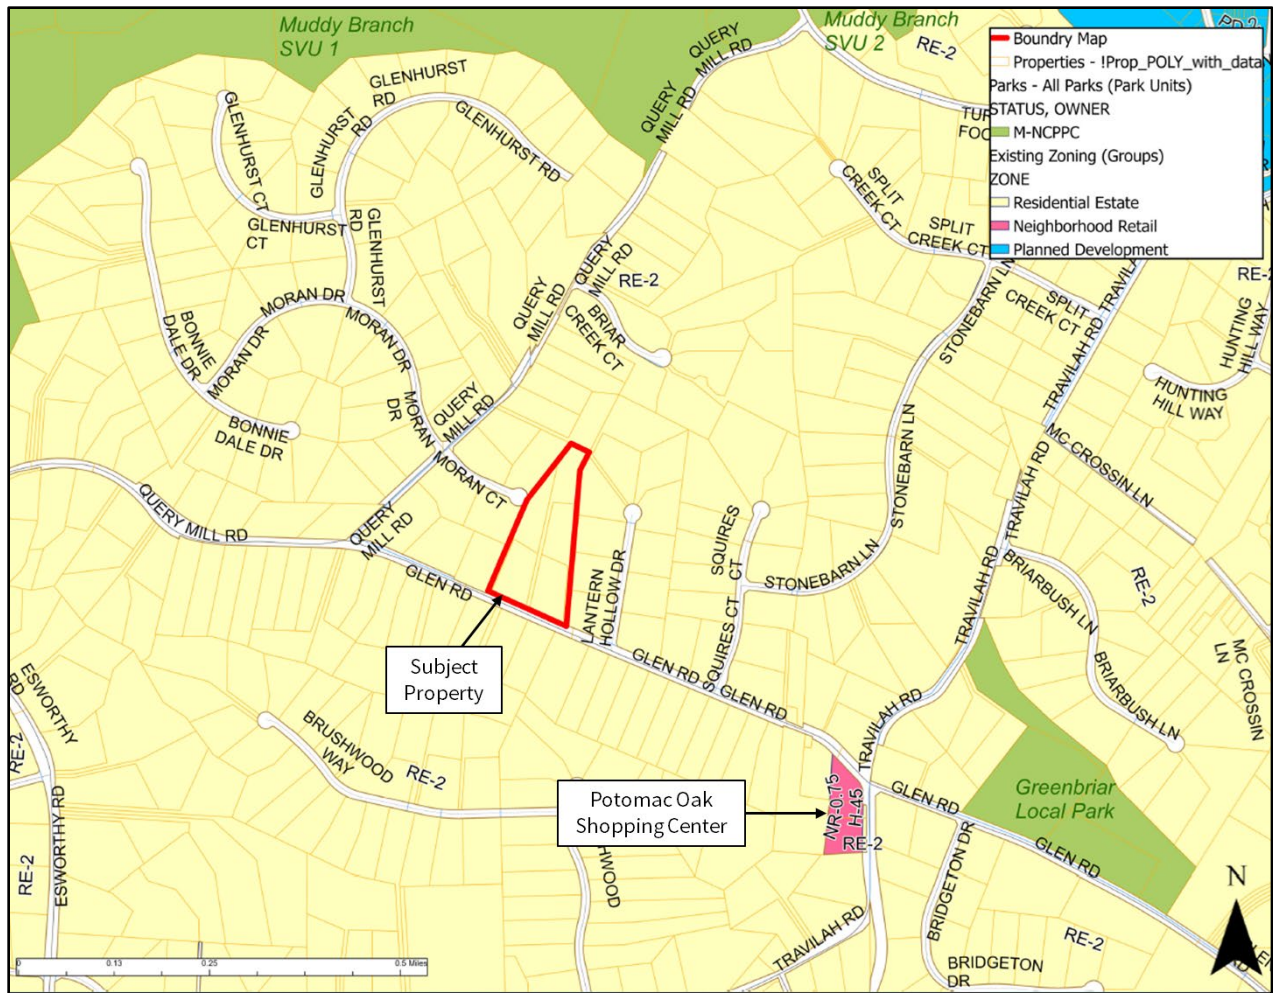 Muddy Branch
SVU 1
Muddy Branch
SVU 2
RE-2
PD-2
Boundry Map
Properties - !Prop_POLY_with_data
Parks - All Parks (Park Units)
STATUS, OWNER
M-NCPPC
Existing Zoning (Groups)
ZONE
Residential Estate
Neighborhood Retail
Planned Development
QUERY
MILL RD
QUERY
MILL RD
GLENHURST
RD
GLENHURST RD
GLENHURST
RD
GLENHURST CT
GLENHURST
CT
GLENHURST
RD
SPLIT
CREEK CT
SPLIT
CREEK CT
SPLIT
CREEK CT
STONEBARN LN
TRAVILAH RD
RE-2
HUNTING
HILL WAY
HUNTING
HILL WAY
QUERY
MILL RD
QUERY
MILL RD
RE-2
BRIAR
CREEK CT
MORAN DR
MORAN DR
MORAN DR
MORAN
DR
BONNIE
DALE DR
BONNIE
DALE DR
QUERY
MILL RD
MORAN CT
MC CROSSIN LN
STONEBARN LN
TRAVILAH RD
QUERY MILL RD
QUERY
MILL RD
GLEN RD
LANTERN
HOLLOW DR
SQUIRES
CT
SQUIRES CT
STONEBARN LN
TRAVILAH RD
BRIARBUSH LN
RE-2
BRIARBUSH LN
MC CROSSIN
LN
Subject
Property
GLEN RD
GLEN RD
TRAVILAH RD
ESWORTHY
RD
RE-2
BRUSHWOOD
WAY
RE-2
Potomac Oak
Shopping Center
NR-0.75
H-45
RE-2
GLEN RD
Greenbriar
Local Park
GLEN RD
ESWORTHY RD
RE-2
TRAVILAH RD
BRIDGETON DR
RE-2
BRIDGETON
DR
N
0
0.13
0.25
0.5 Miles